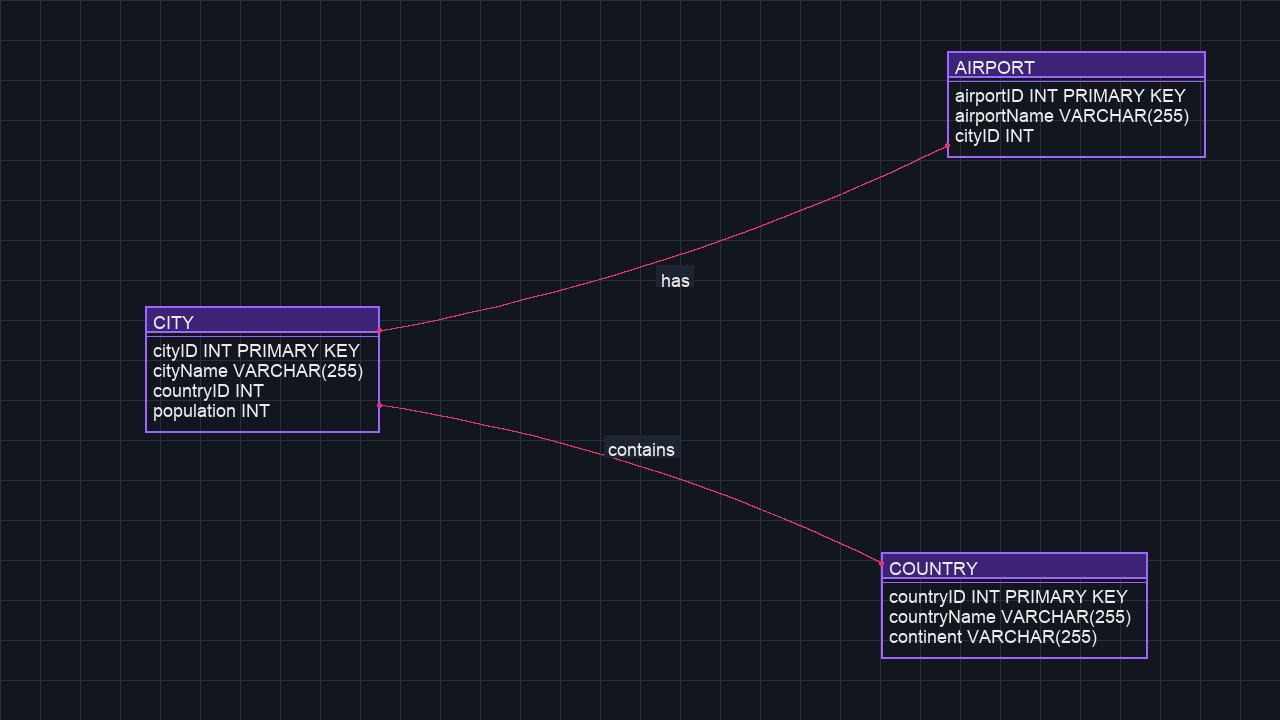 AIRPORT
airportID INT PRIMARY KEY
airportName VARCHAR(255)
cityID INT
has
CITY
cityID INT PRIMARY KEY
cityName VARCHAR(255)
countryID INT
population INT
contains
COUNTRY
countryID INT PRIMARY KEY
countryName VARCHAR(255)
continent VARCHAR(255)